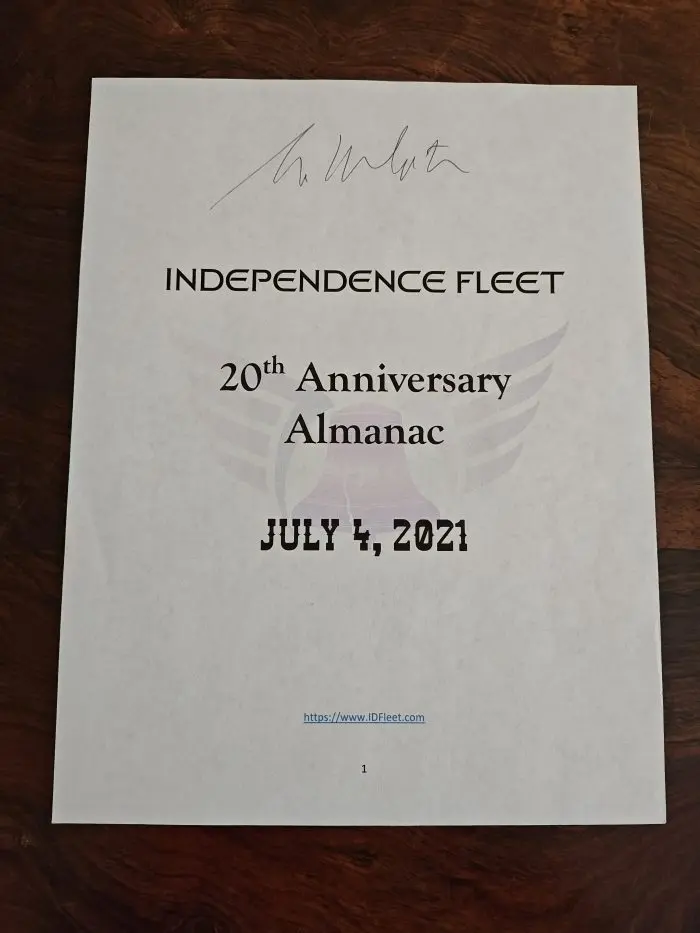 INDEPENDENCE FLEET
20th Anniversary
Almanac
JULY 4, 2021
https://www.IDFleet.com
1